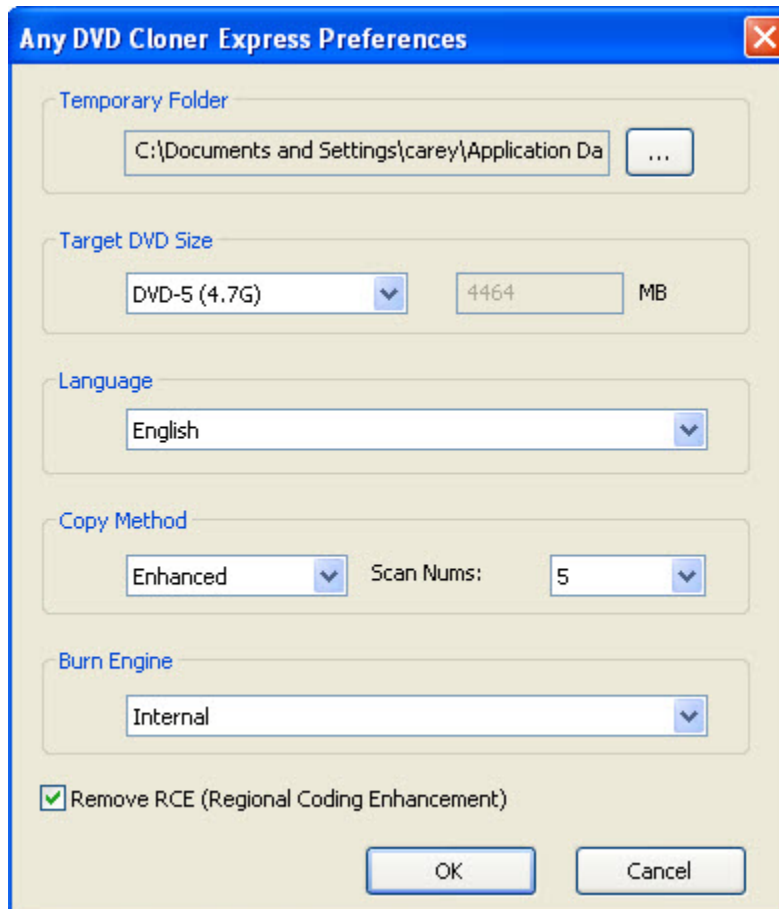 Any DVD Cloner Express Preferences
Temporary Folder
C:\Documents and Settings\carey\Application Da
...
Target DVD Size
DVD-5 (4.7G)
4464
MB
Language
English
Copy Method
Enhanced
Scan Nums:
5
Burn Engine
Internal
Remove RCE (Regional Coding Enhancement)
OK
Cancel